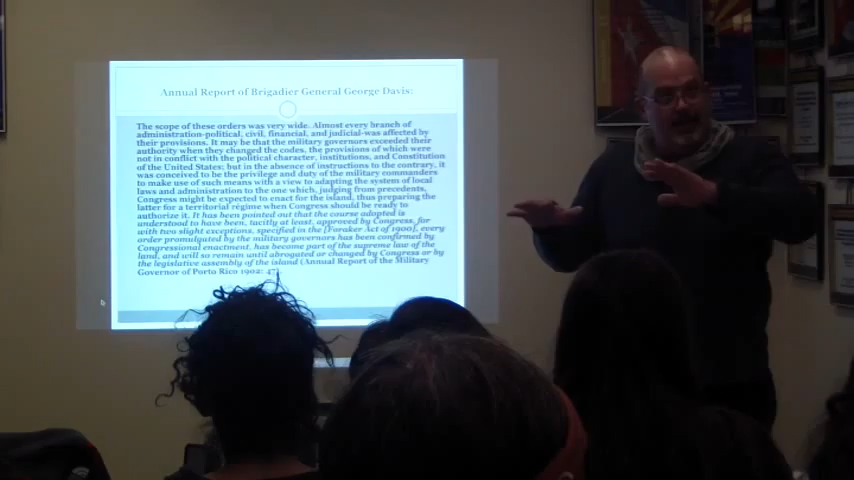 Annual Report of Brigadier General George Davis:
The scope of these orders was very wide. Almost every branch of
administration-political, civil, financial, and judicial-was affected by
their provisions. It may be that the military governors exceeded their
authority when they changed the codes, the provisions of which were
not in conflict with the political character, institutions, and Constitution
of the United States; but in the absence of instructions to the contrary, it
was conceived to be the privilege and duty of the military commanders
to make use of such means with a view to adapting the system of local
laws and administration to the one which, judging from precedents,
Congress might be expected to enact for the island, thus preparing the
latter for a territorial régime when Congress should be ready to
authorize it. It has been pointed out that the course adopted is
understood to have been, tacitly at least, approved by Congress, for
with two slight exceptions, specified in the [Foraker Act of 1900], every
order promulgated by the military governors has been confirmed by
Congressional enactment, has become part of the supreme law of the
land, and will so remain until abrogated or changed by Congress or by
the legislative assembly of the island (Annual Report of the Military
Governor of Porto Rico 1902: